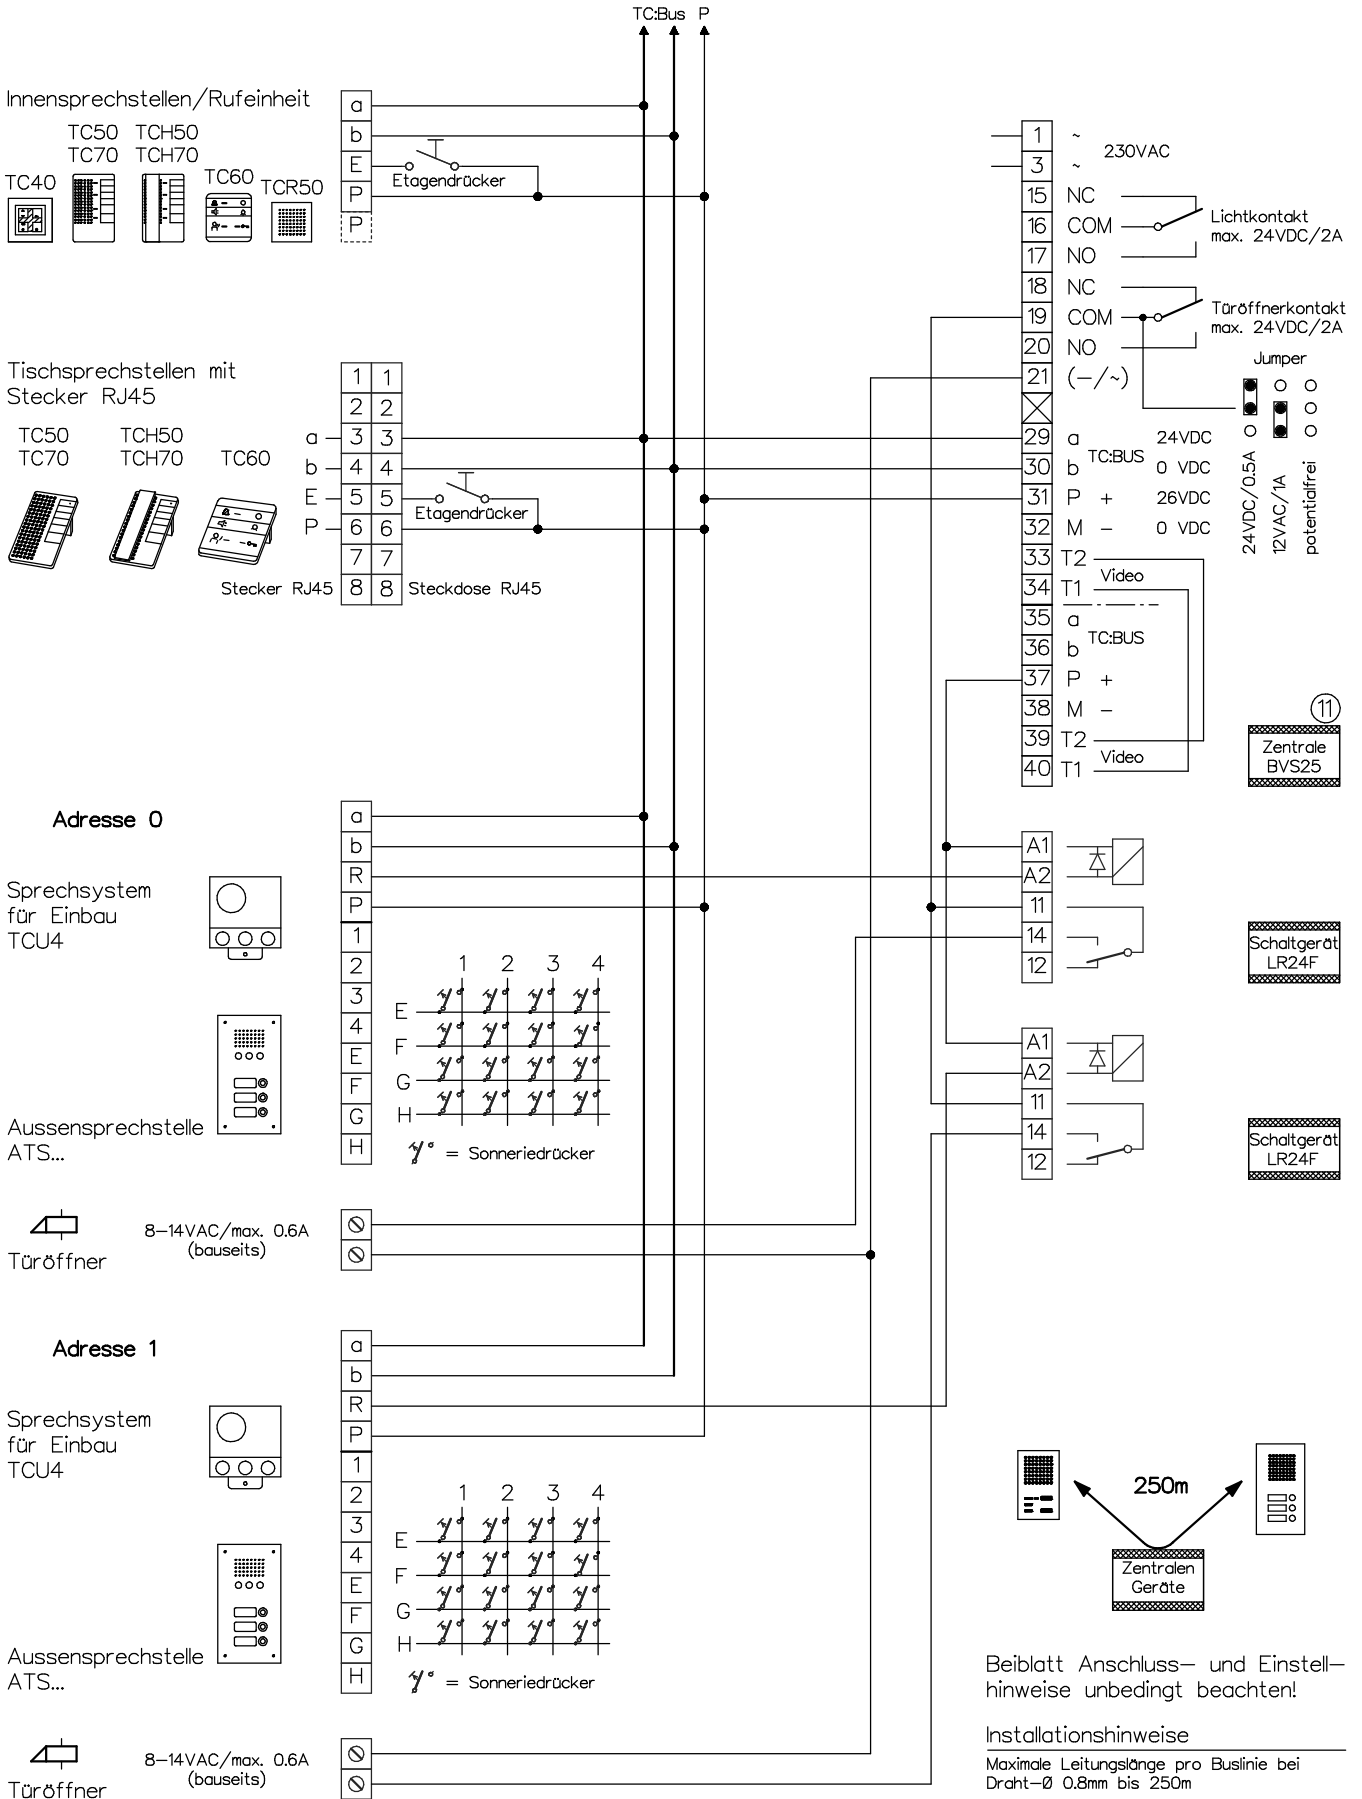 TC:Bus P
Innensprechstellen/Rufeinheit
TC50 TCH50
TC70 TCH70
TC40
TC60
TCR50
a
b
E
P
P
Etagendrücker
Tischsprechstellen mit
Stecker RJ45
TC50 TCH50
TC70 TCH70 TC60
1 1
2 2
a 3 3
b 4 4
E 5 5
P 6 6
7 7
8 8
Etagendrücker
Stecker RJ45
Steckdose RJ45
1 ~
3 ~
230VAC
15 NC
16 COM
17 NO
Lichtkontakt
max. 24VDC/2A
18 NC
19 COM
20 NO
Türöffnerkontakt
max. 24VDC/2A
21 (−/~)
Jumper
24VDC/0.5A
12VAC/1A
potentialfrei
29 a 24VDC
TC:BUS
30 b 0 VDC
31 P + 26VDC
32 M − 0 VDC
33 T2
Video
34 T1
35 a
TC:BUS
36 b
37 P +
38 M −
39 T2
Video
40 T1
11
Zentrale
BVS25
Adresse 0
Sprechsystem
für Einbau
TCU4
Aussensprechstelle
ATS...
a
b
R
P
1
2
3
4
E
F
G
H
1 2 3 4
E
F
G
H
= Sonneriedrücker
Türöffner
8−14VAC/max. 0.6A
(bauseits)
A1
A2
11
14
12
Schaltgerät
LR24F
A1
A2
11
14
12
Schaltgerät
LR24F
Adresse 1
Sprechsystem
für Einbau
TCU4
Aussensprechstelle
ATS...
a
b
R
P
1
2
3
4
E
F
G
H
1 2 3 4
E
F
G
H
= Sonneriedrücker
Türöffner
8−14VAC/max. 0.6A
(bauseits)
250m
Zentralen
Geräte
Beiblatt Anschluss− und Einstell−
hinweise unbedingt beachten!
Installationshinweise
Maximale Leitungslänge pro Buslinie bei
Draht−Ø 0.8mm bis 250m